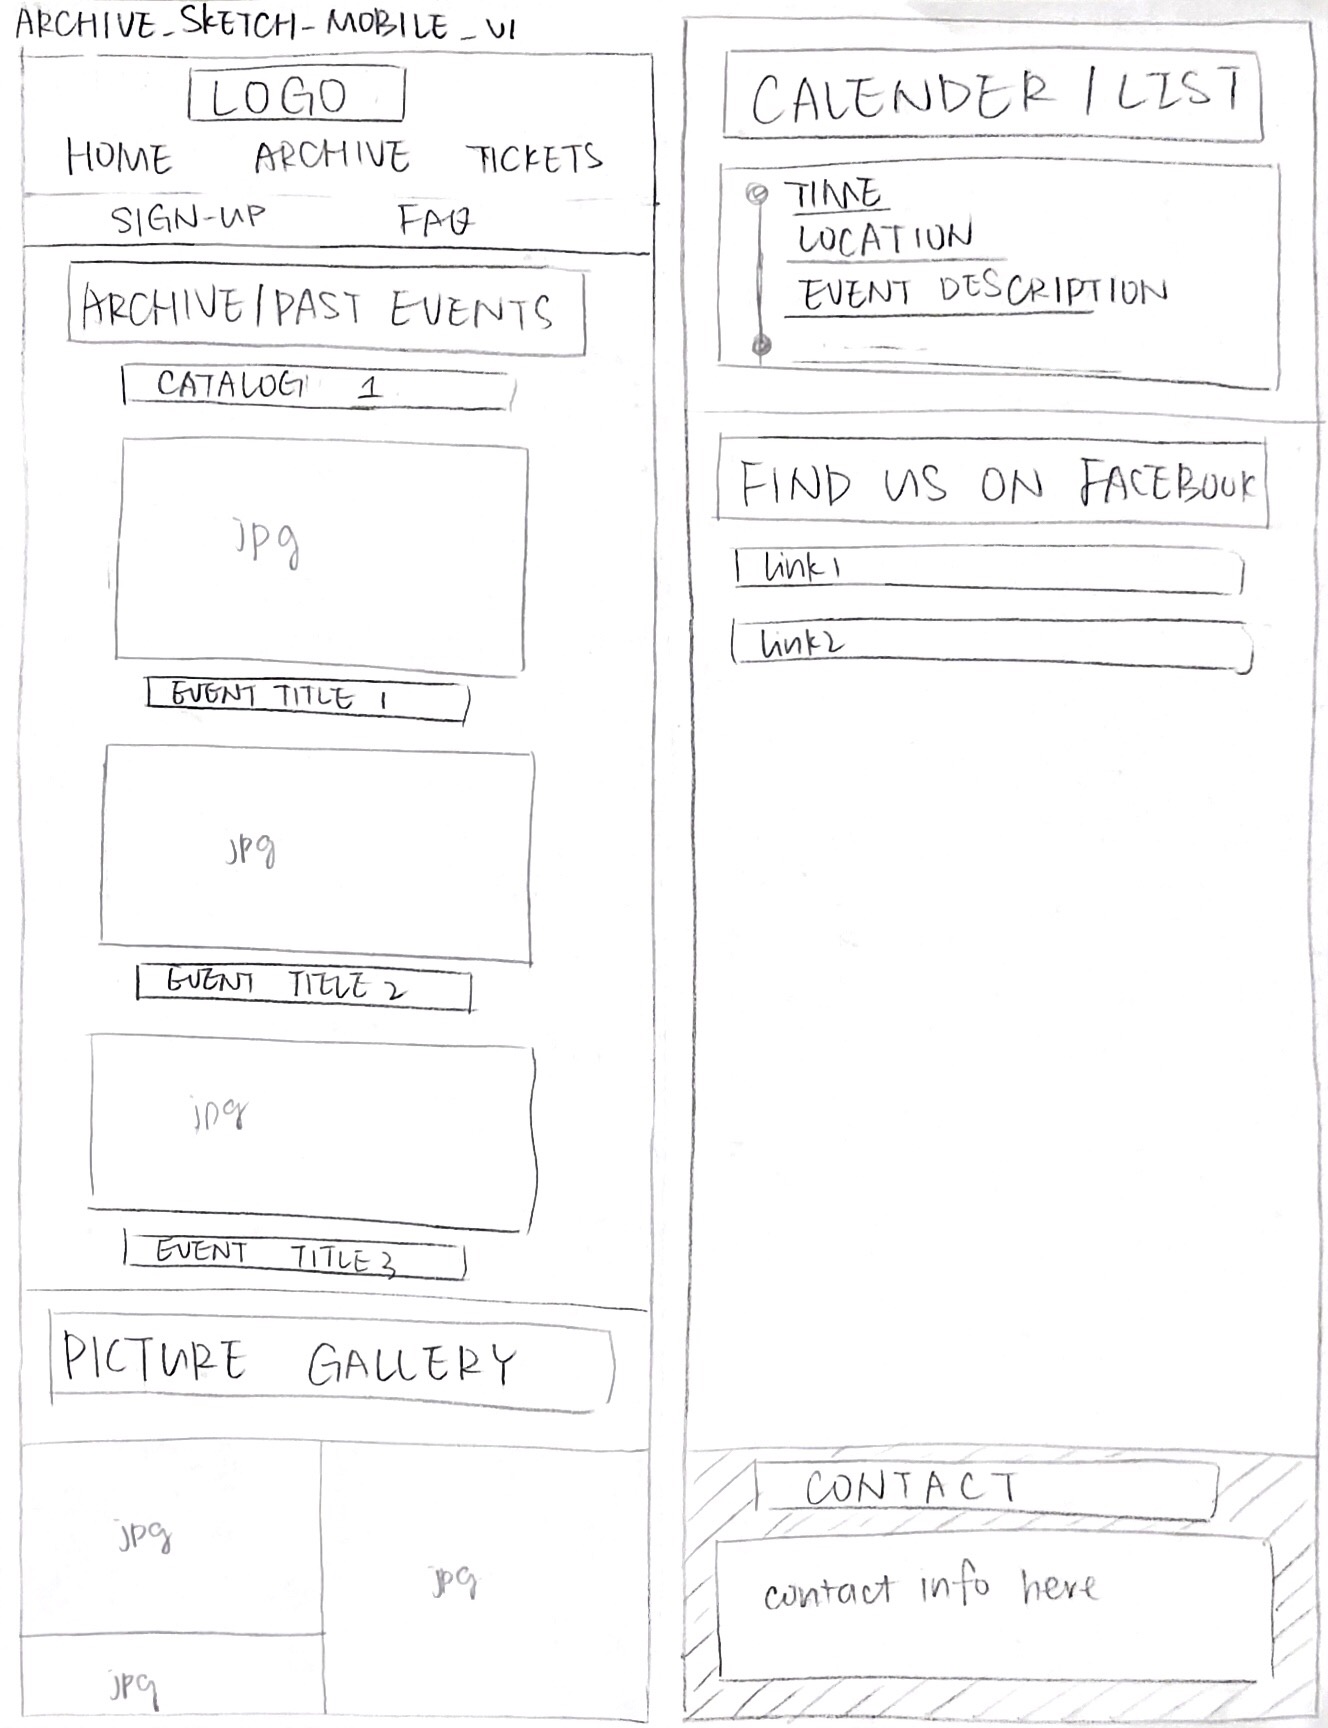 ARCHIVE_SKETCH-MOBILE_V1
LOGO
HOME ARCHIVE TICKETS
SIGN-UP FAQ
ARCHIVE/PAST EVENTS
CATALOG 1
jpg
EVENT TITLE 1
jpg
EVENT TITLE 2
jpg
EVENT TITLE 3
PICTURE GALLERY
jpg
jpg
jpg
CALENDER / LIST
TIME
LOCATION
EVENT DESCRIPTION
FIND US ON FACEBOOK
link1
link2
CONTACT
contact info here